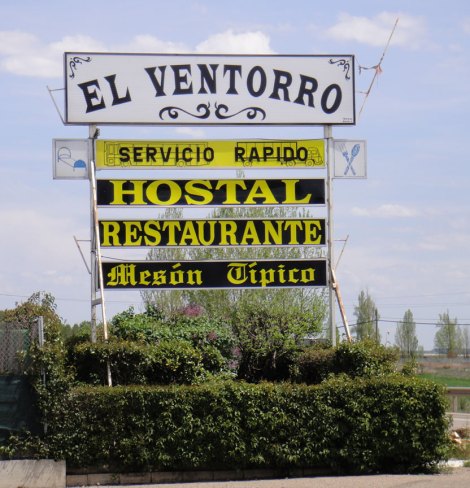 EL VENTORRO
SERVICIO RAPIDO
HOSTAL
RESTAURANTE
Mesón Típico